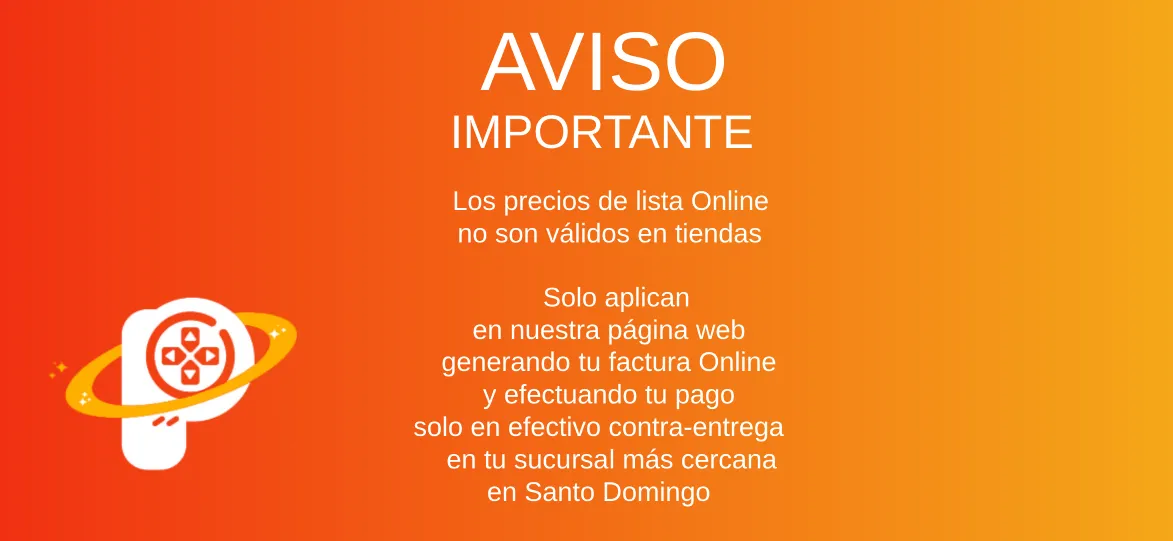 AVISO
IMPORTANTE
Los precios de lista Online
no son válidos en tiendas
Solo aplican
en nuestra página web
generando tu factura Online
y efectuando tu pago
solo en efectivo contra-entrega
en tu sucursal más cercana
en Santo Domingo